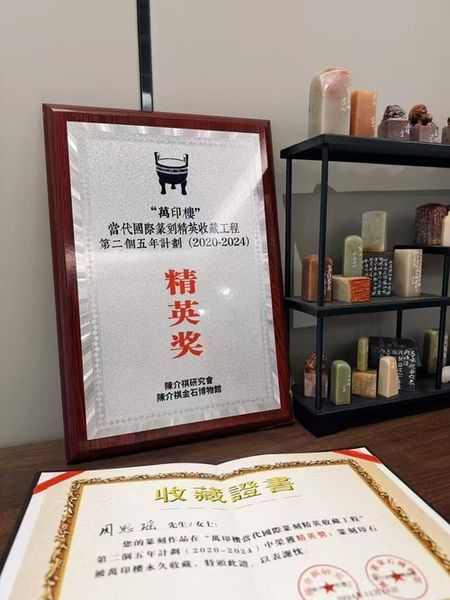 “萬印樓”
當代國際篆刻精英收藏工程
第二個五年計劃（2020-2024）
精英奖
陳介祺研究會
陳介祺金石博物館
收藏證書
先生/女士:
您的篆刻作品在“萬印樓當代國際篆刻精英收藏工程”
第二個五年計劃（2020-2024）中榮獲精英獎; 篆刻印石
被萬印樓永久收藏，特頒此證，以表謝忱。